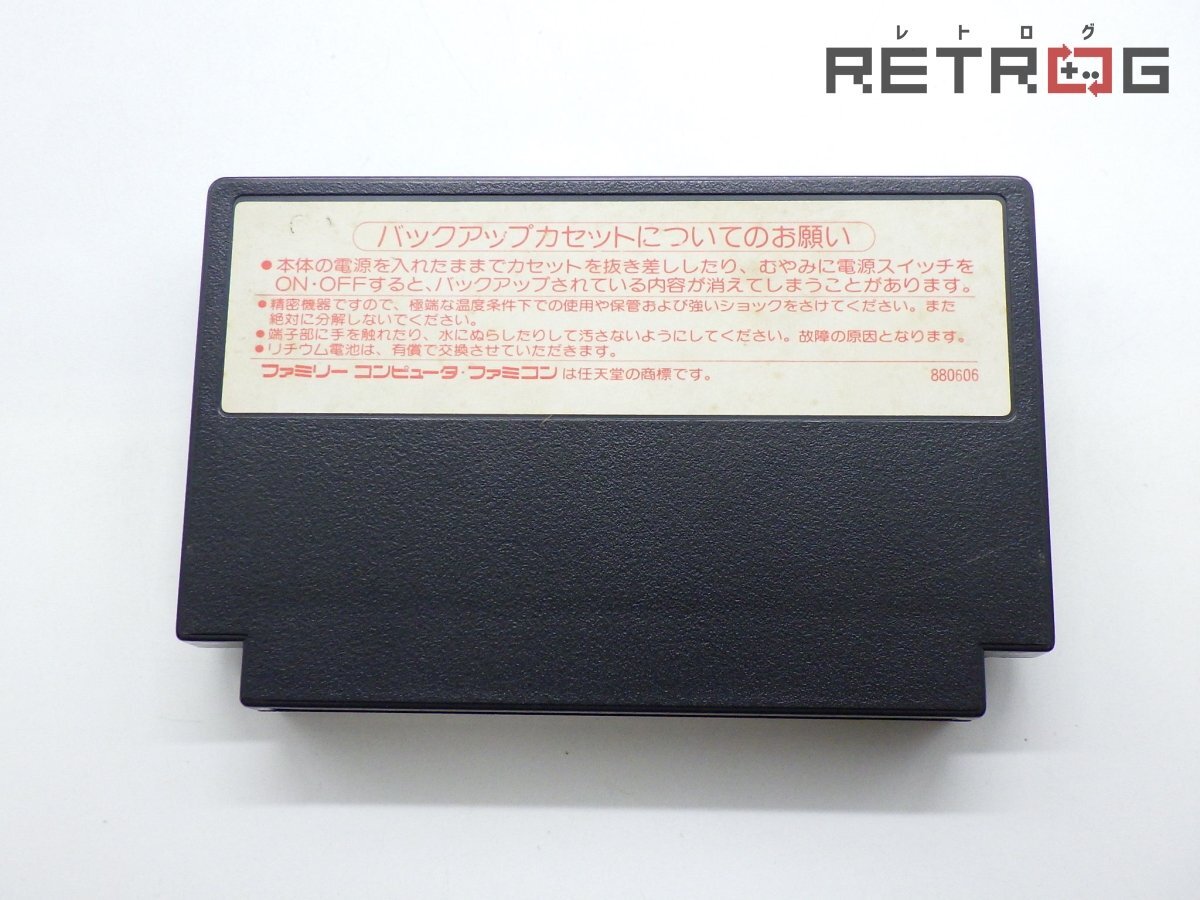 レトログ
RETROG
バックアップカセットについてのお願い
●本体の電源を入れたままでカセットを抜き差ししたり、むやみに電源スイッチを
ON・OFFすると、バックアップされている内容が消えてしまうことがあります。
●精密機器ですので、極端な温度条件下での使用や保管および強いショックをさけてください。また
絶対に分解しないでください。
●端子部に手を触れたり、水にぬらしたりして汚さないようにしてください。故障の原因となります。
●リチウム電池は、有償で交換させていただきます。
ファミリー コンピュータ・ファミコンは任天堂の商標です。 880606